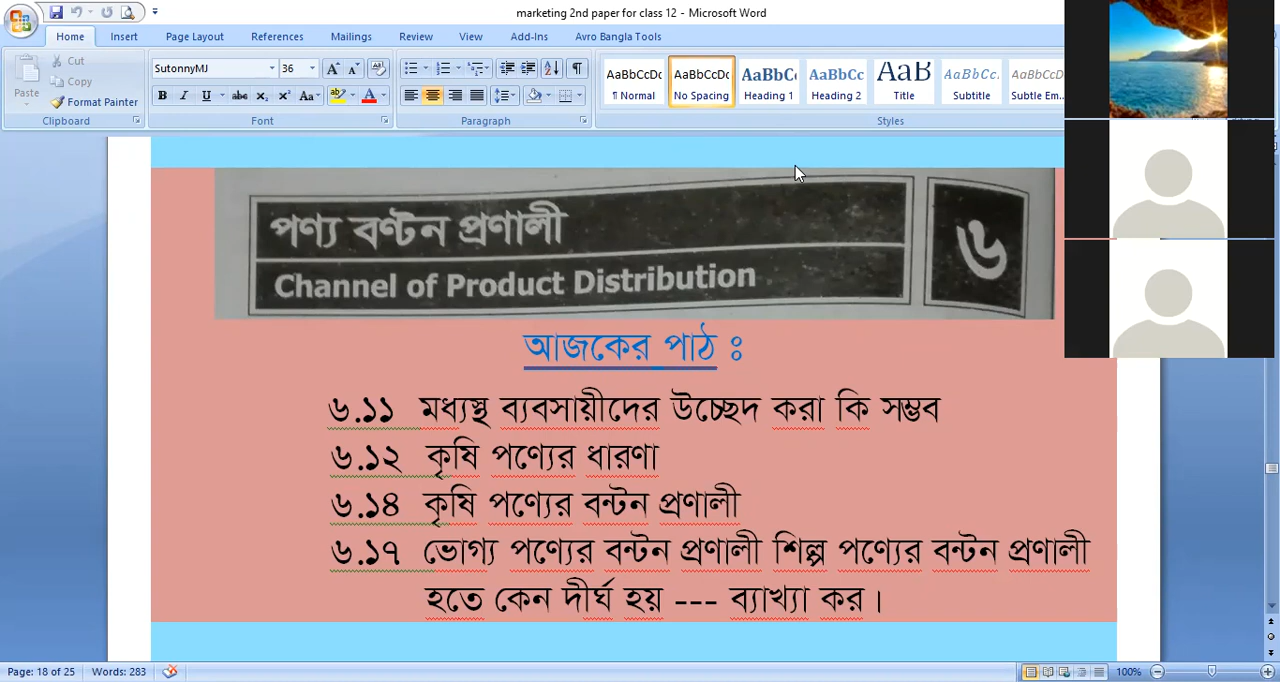 marketing 2nd paper for class 12 - Microsoft Word
Home Insert Page Layout References Mailings Review View Add-Ins Avro Bangla Tools
Paste
Cut
Copy
Format Painter
Clipboard
SutonnyMJ 36
Font
Paragraph
AaBbCcDc AaBbCcDc AaBbC AaBbCc AaB AaBbCc. AaBbCcDc
¶ Normal No Spacing Heading 1 Heading 2 Title Subtitle Subtle Em...
Styles
পণ্য বণ্টন প্রণালী
Channel of Product Distribution
৬
আজকের পাঠ ঃ
৬.১১ মধ্যস্থ ব্যবসায়ীদের উচ্ছেদ করা কি সম্ভব
৬.১২ কৃষি পণ্যের ধারণা
৬.১৪ কৃষি পণ্যের বন্টন প্রণালী
৬.১৭ ভোগ্য পণ্যের বন্টন প্রণালী শিল্প পণ্যের বন্টন প্রণালী
হতে কেন দীর্ঘ হয় --- ব্যাখ্যা কর।
Page: 18 of 25 Words: 283 100%